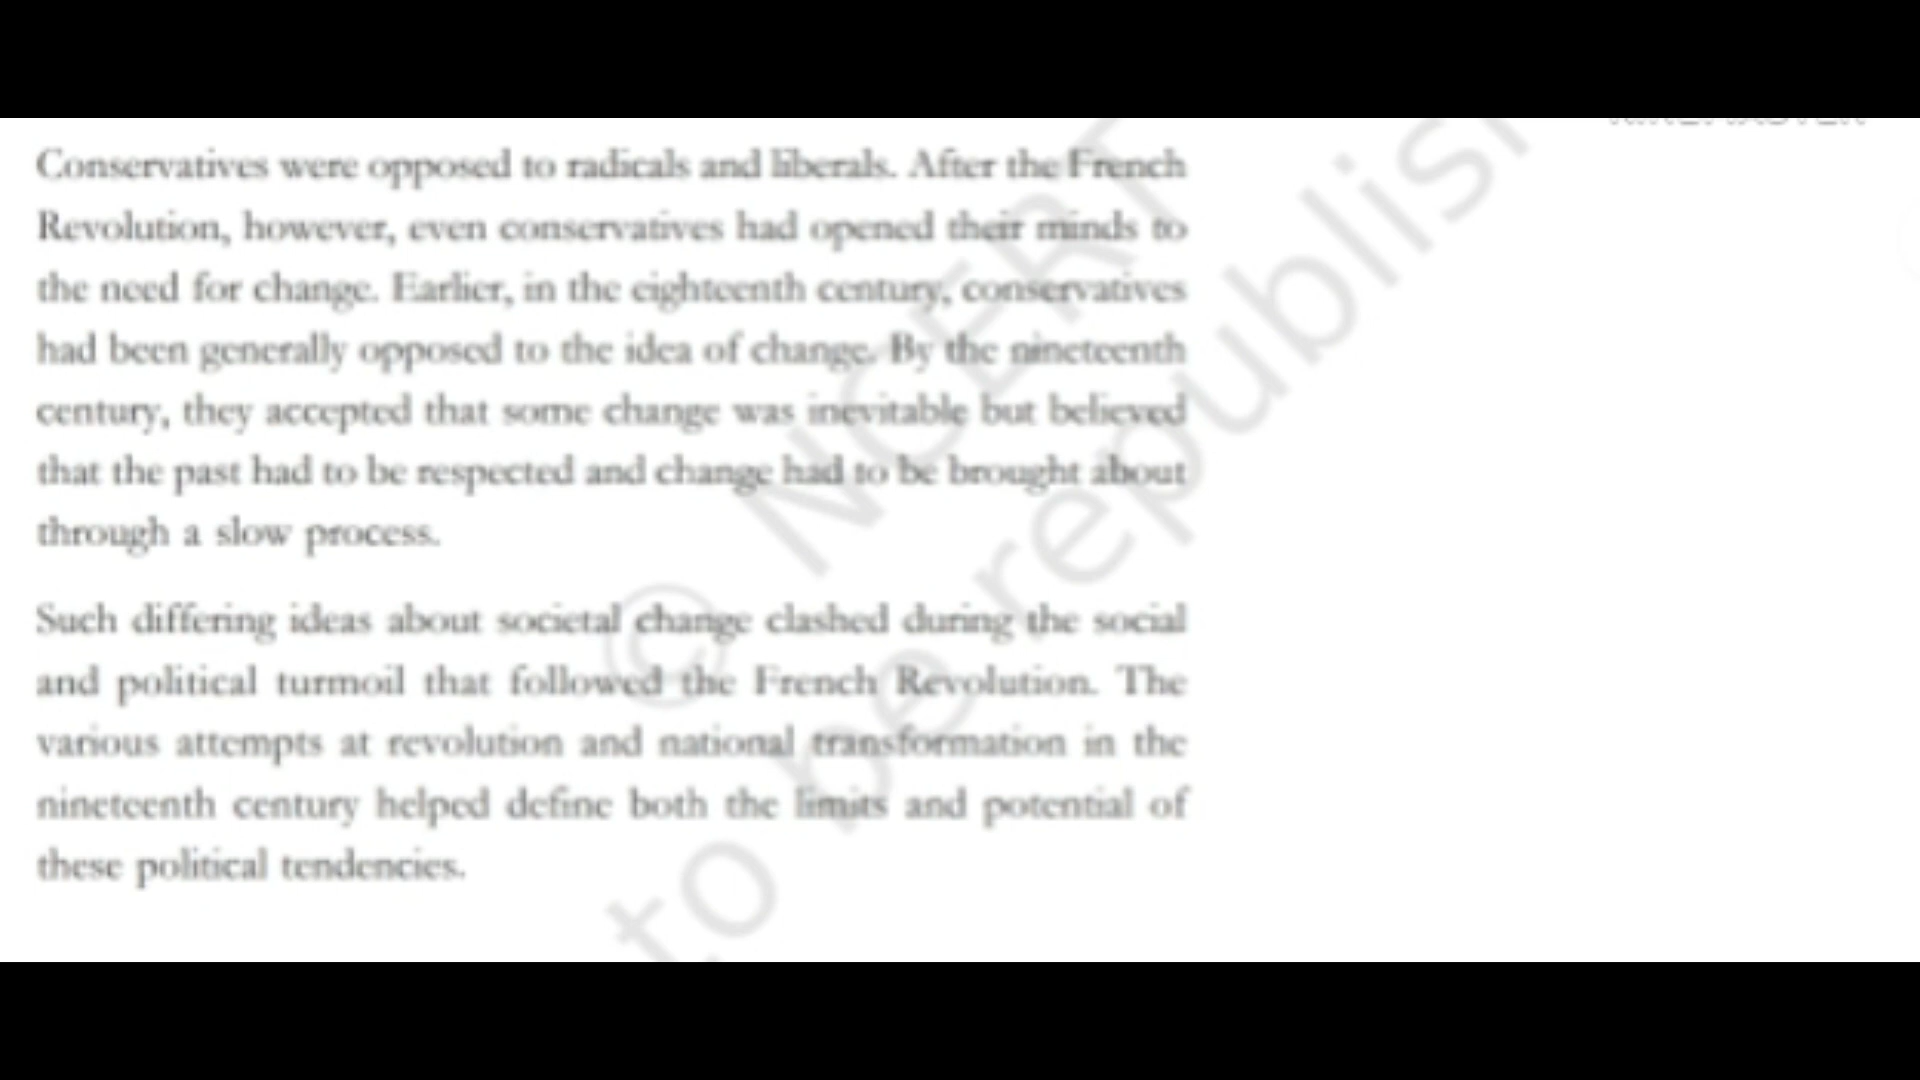 Conservatives were opposed to radicals and liberals. After the French
Revolution, however, even conservatives had opened their minds to
the need for change. Earlier, in the eighteenth century, conservatives
had been generally opposed to the idea of change. By the nineteenth
century, they accepted that some change was inevitable but believed
that the past had to be respected and change had to be brought about
through a slow process.
Such differing ideas about societal change clashed during the social
and political turmoil that followed the French Revolution. The
various attempts at revolution and national transformation in the
nineteenth century helped define both the limits and potential of
these political tendencies.
© NCERT
to be republis